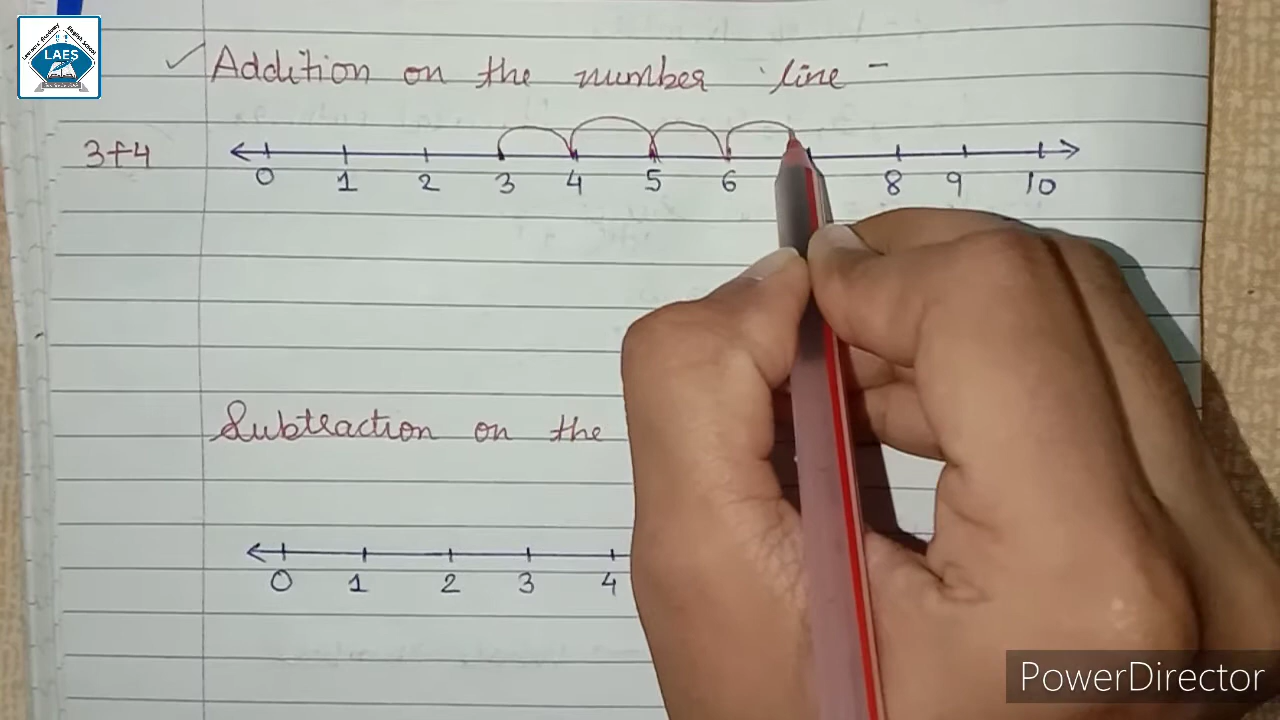 LAES
Addition on the number line -
3+4
0 1 2 3 4 5 6 8 9 10
Subtraction on the
0 1 2 3 4
PowerDirector